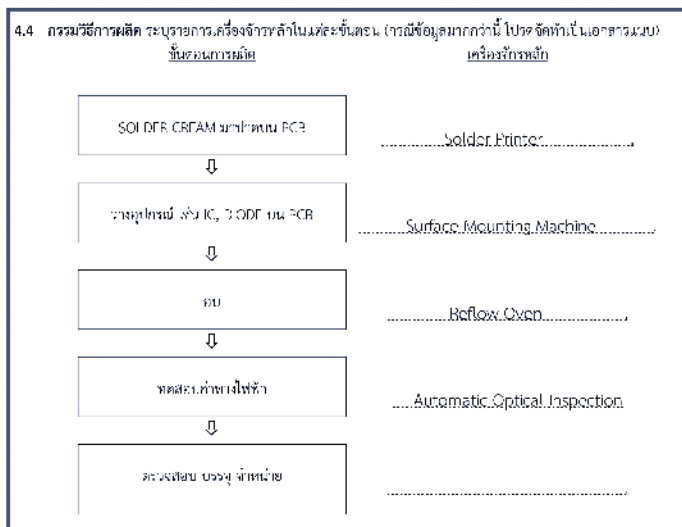 4.4 กรรมวิธีการผลิต ระบุรายการเครื่องจักรหลักในแต่ละขั้นตอน (กรณีข้อมูลมากกว่านี้ โปรดจัดทำเป็นเอกสารแนบ)
ขั้นตอนการผลิต เครื่องจักรหลัก
SOLDER CREAM มาปาดบน PCB Solder Printer
วางอุปกรณ์ เช่น IC, DIODE บน PCB Surface Mounting Machine
อบ Reflow Oven
ทดสอบค่าทางไฟฟ้า Automatic Optical Inspection
ตรวจสอบ บรรจุ จำหน่าย